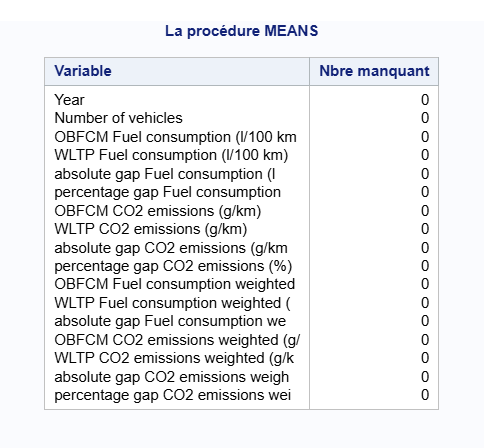 La procédure MEANS
Variable Nbre manquant
Year 0
Number of vehicles 0
OBFCM Fuel consumption (l/100 km 0
WLTP Fuel consumption (l/100 km) 0
absolute gap Fuel consumption (l 0
percentage gap Fuel consumption 0
OBFCM CO2 emissions (g/km) 0
WLTP CO2 emissions (g/km) 0
absolute gap CO2 emissions (g/km 0
percentage gap CO2 emissions (%) 0
OBFCM Fuel consumption weighted 0
WLTP Fuel consumption weighted ( 0
absolute gap Fuel consumption we 0
OBFCM CO2 emissions weighted (g/ 0
WLTP CO2 emissions weighted (g/k 0
absolute gap CO2 emissions weigh 0
percentage gap CO2 emissions wei 0